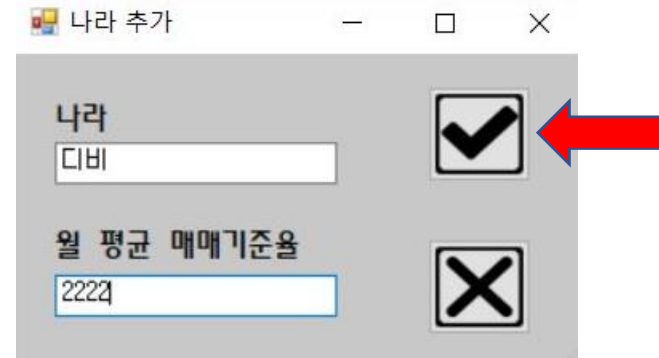 나라 추가
나라
디비
월 평균 매매기준율
2222